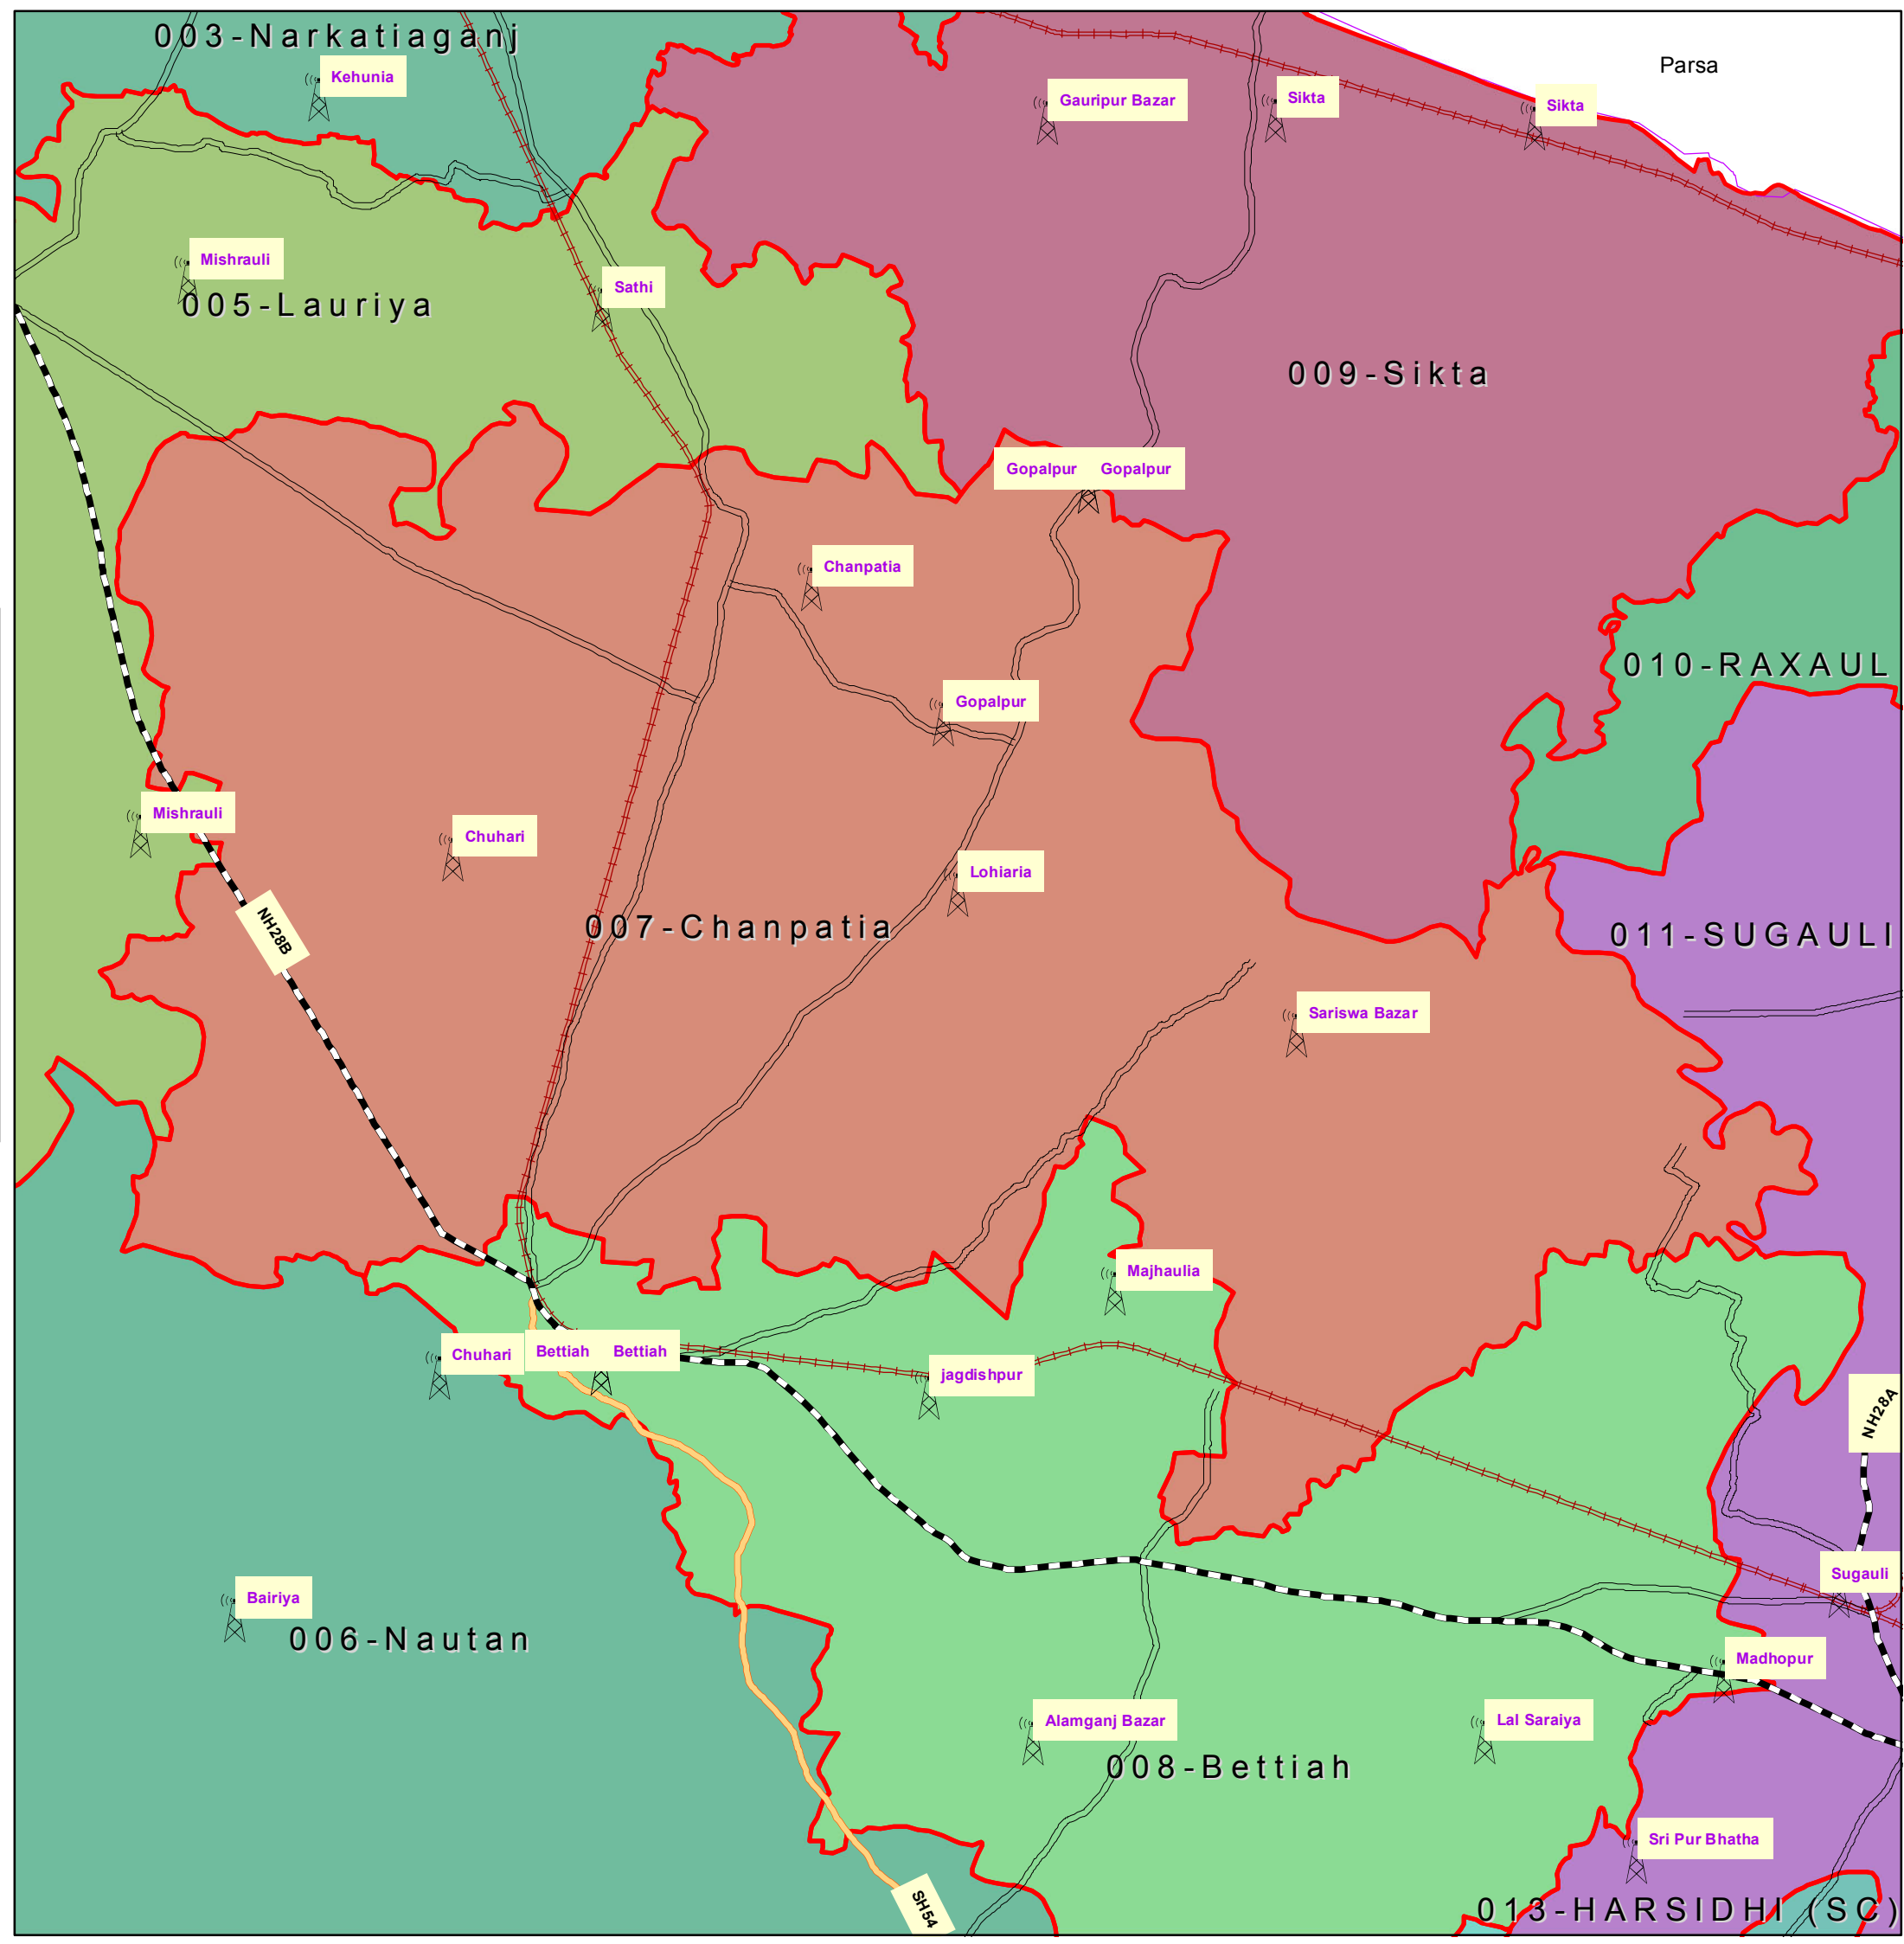 003-Narkatiaganj
Parsa
Kehunia
Gauripur Bazar
Sikta
Sikta
Mishrauli
Sathi
005-Lauriya
009-Sikta
Gopalpur Gopalpur
Chanpatia
010-RAXAUL
Gopalpur
Mishrauli
Chuhari
Lohiaria
NH28B
007-Chanpatia
011-SUGAULI
Sariswa Bazar
Majhaulia
Chuhari
Bettiah Bettiah
jagdishpur
NH28A
Sugauli
Bairiya
006-Nautan
Madhopur
Alamganj Bazar
Lal Saraiya
008-Bettiah
Sri Pur Bhatha
SH54
013-HARSIDHI (SC)